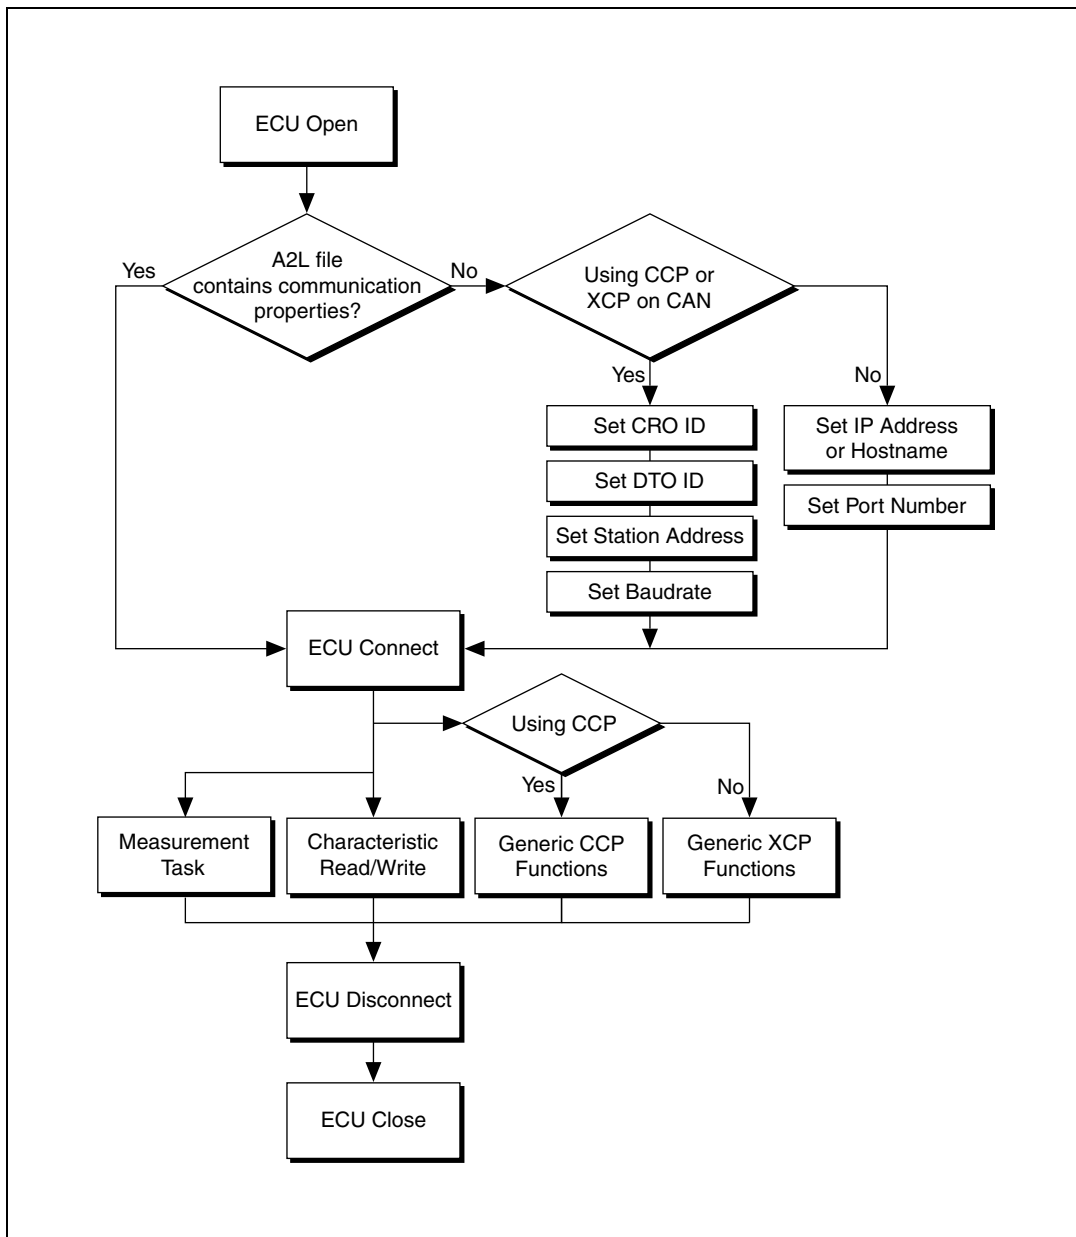 ECU Open
A2L file
contains communication
properties?
Yes
No
Using CCP or
XCP on CAN
Yes
No
Set CRO ID
Set DTO ID
Set Station Address
Set Baudrate
Set IP Address
or Hostname
Set Port Number
ECU Connect
Using CCP
Yes
No
Measurement
Task
Characteristic
Read/Write
Generic CCP
Functions
Generic XCP
Functions
ECU Disconnect
ECU Close